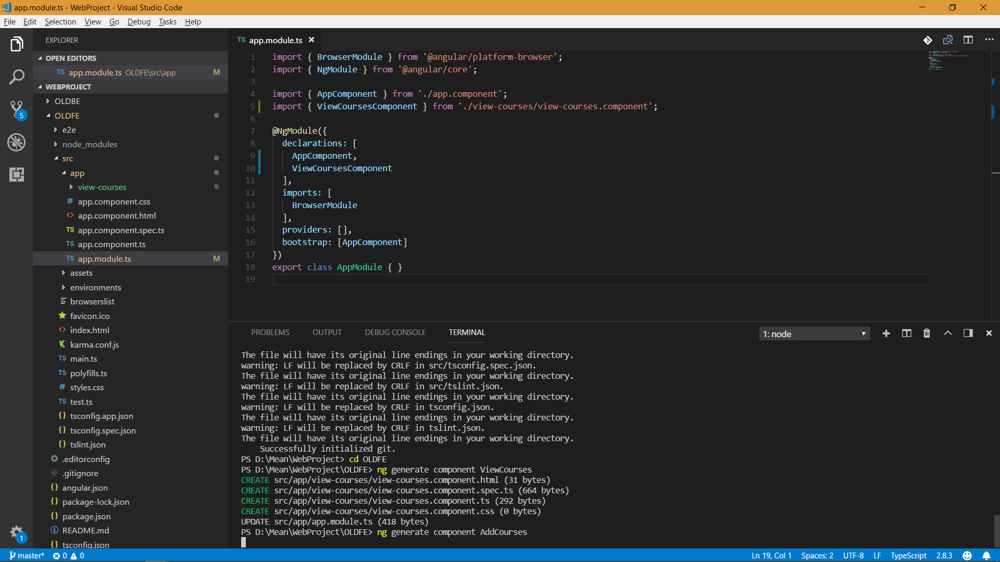 app.module.ts - WebProject - Visual Studio Code
File Edit Selection View Go Debug Tasks Help
EXPLORER
OPEN EDITORS
TS app.module.ts OLDFE\src\app M
WEBPROJECT
OLDBE
OLDFE
e2e
node_modules
src
app
view-courses
# app.component.css
<> app.component.html
TS app.component.spec.ts
TS app.component.ts
TS app.module.ts M
assets
environments
browserslist
favicon.ico
<> index.html
K karma.conf.js
TS main.ts
TS polyfills.ts
# styles.css
TS test.ts
{} tsconfig.app.json
{} tsconfig.spec.json
{} tslint.json
.editorconfig
.gitignore
{} angular.json
{} package-lock.json
{} package.json
README.md
{} tsconfig.json
5
1
TS app.module.ts
1 import { BrowserModule } from '@angular/platform-browser';
2 import { NgModule } from '@angular/core';
3
4 import { AppComponent } from './app.component';
5 import { ViewCoursesComponent } from './view-courses/view-courses.component';
6
7 @NgModule({
8 declarations: [
9 AppComponent,
10 ViewCoursesComponent
11 ],
12 imports: [
13 BrowserModule
14 ],
15 providers: [],
16 bootstrap: [AppComponent]
17 })
18 export class AppModule { }
19
PROBLEMS OUTPUT DEBUG CONSOLE TERMINAL 1: node
The file will have its original line endings in your working directory.
warning: LF will be replaced by CRLF in src/tsconfig.spec.json.
The file will have its original line endings in your working directory.
warning: LF will be replaced by CRLF in src/tslint.json.
The file will have its original line endings in your working directory.
warning: LF will be replaced by CRLF in tsconfig.json.
The file will have its original line endings in your working directory.
warning: LF will be replaced by CRLF in tslint.json.
The file will have its original line endings in your working directory.
Successfully initialized git.
PS D:\Mean\WebProject> cd OLDFE
PS D:\Mean\WebProject\OLDFE> ng generate component ViewCourses
CREATE src/app/view-courses/view-courses.component.html (31 bytes)
CREATE src/app/view-courses/view-courses.component.spec.ts (664 bytes)
CREATE src/app/view-courses/view-courses.component.ts (292 bytes)
CREATE src/app/view-courses/view-courses.component.css (0 bytes)
UPDATE src/app/app.module.ts (418 bytes)
PS D:\Mean\WebProject\OLDFE> ng generate component AddCourses
master* 0 0 Ln 19, Col 1 Spaces: 2 UTF-8 LF TypeScript 2.8.3